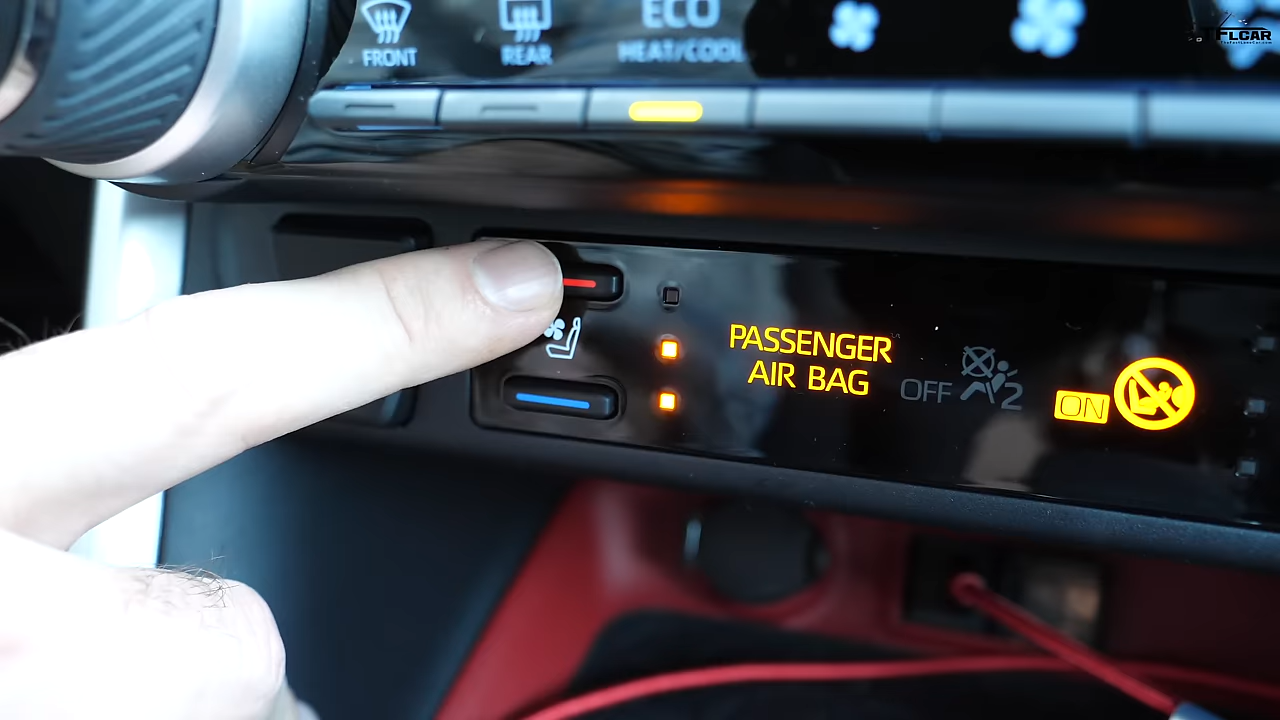 FRONT
REAR
ECO
HEAT/COOL
TFLCAR
PASSENGER
AIR BAG
OFF
2
ON